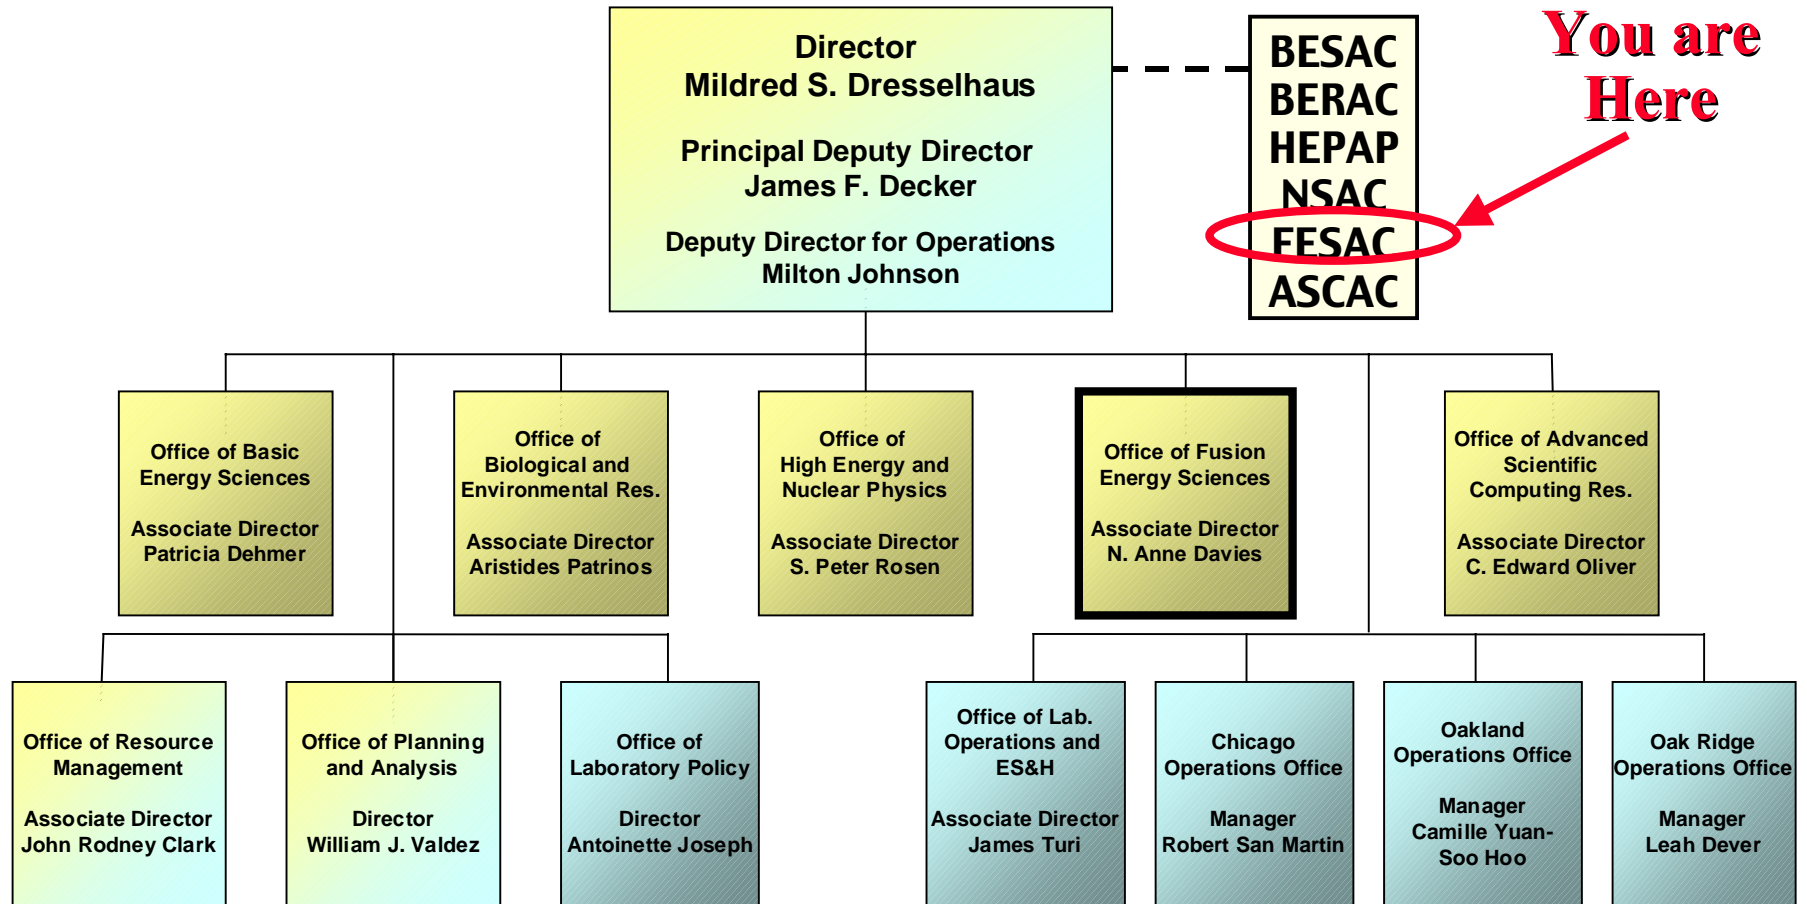 Director
Mildred S. Dresselhaus
Principal Deputy Director
James F. Decker
Deputy Director for Operations
Milton Johnson
BESAC
BERAC
HEPAP
NSAC
FESAC
ASCAC
You are
Here
Office of Basic
Energy Sciences
Associate Director
Patricia Dehmer
Office of
Biological and
Environmental Res.
Associate Director
Aristides Patrinos
Office of
High Energy and
Nuclear Physics
Associate Director
S. Peter Rosen
Office of Fusion
Energy Sciences
Associate Director
N. Anne Davies
Office of Advanced
Scientific
Computing Res.
Associate Director
C. Edward Oliver
Office of Resource
Management
Associate Director
John Rodney Clark
Office of Planning
and Analysis
Director
William J. Valdez
Office of
Laboratory Policy
Director
Antoinette Joseph
Office of Lab.
Operations and
ES&H
Associate Director
James Turi
Chicago
Operations Office
Manager
Robert San Martin
Oakland
Operations Office
Manager
Camille Yuan-
Soo Hoo
Oak Ridge
Operations Office
Manager
Leah Dever